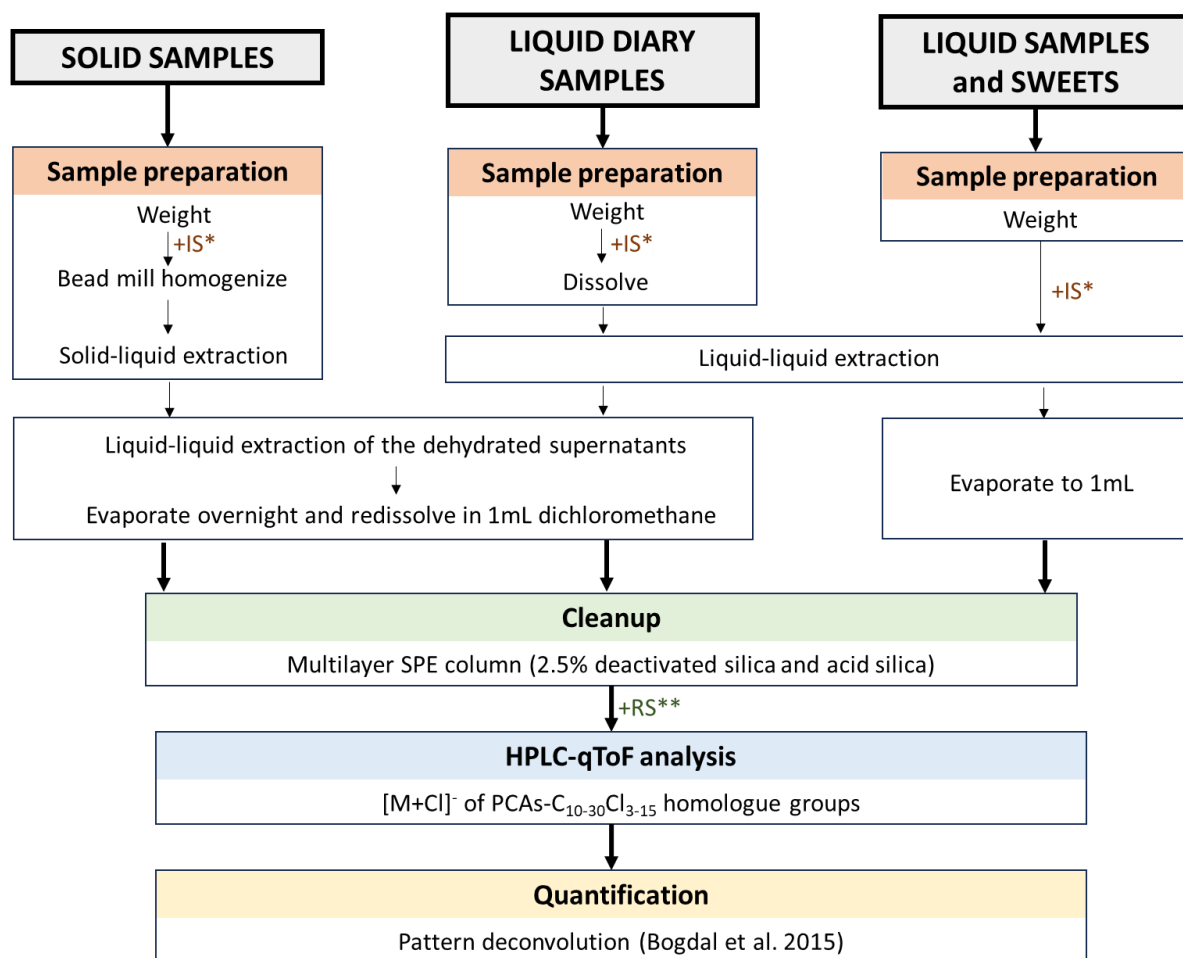 SOLID SAMPLES
LIQUID DIARY
SAMPLES
LIQUID SAMPLES
and SWEETS
Sample preparation
Weight
+IS*
Bead mill homogenize
Solid-liquid extraction
Sample preparation
Weight
+IS*
Dissolve
Sample preparation
Weight
+IS*
Liquid-liquid extraction
Liquid-liquid extraction of the dehydrated supernatants
Evaporate overnight and redissolve in 1mL dichloromethane
Evaporate to 1mL
Cleanup
Multilayer SPE column (2.5% deactivated silica and acid silica)
+RS**
HPLC-qToF analysis
[M+Cl]⁻ of PCAs-C₁₀₋₃₀Cl₃₋₁₅ homologue groups
Quantification
Pattern deconvolution (Bogdal et al. 2015)